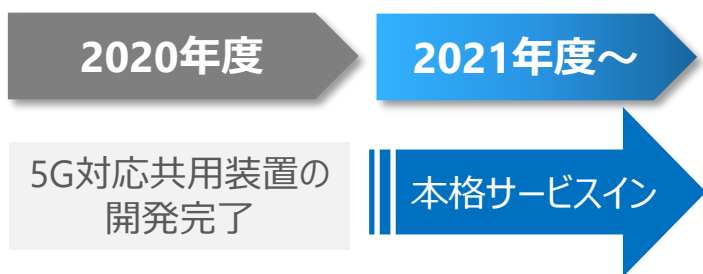 2020年度
2021年度～
5G対応共用装置の
開発完了
本格サービスイン